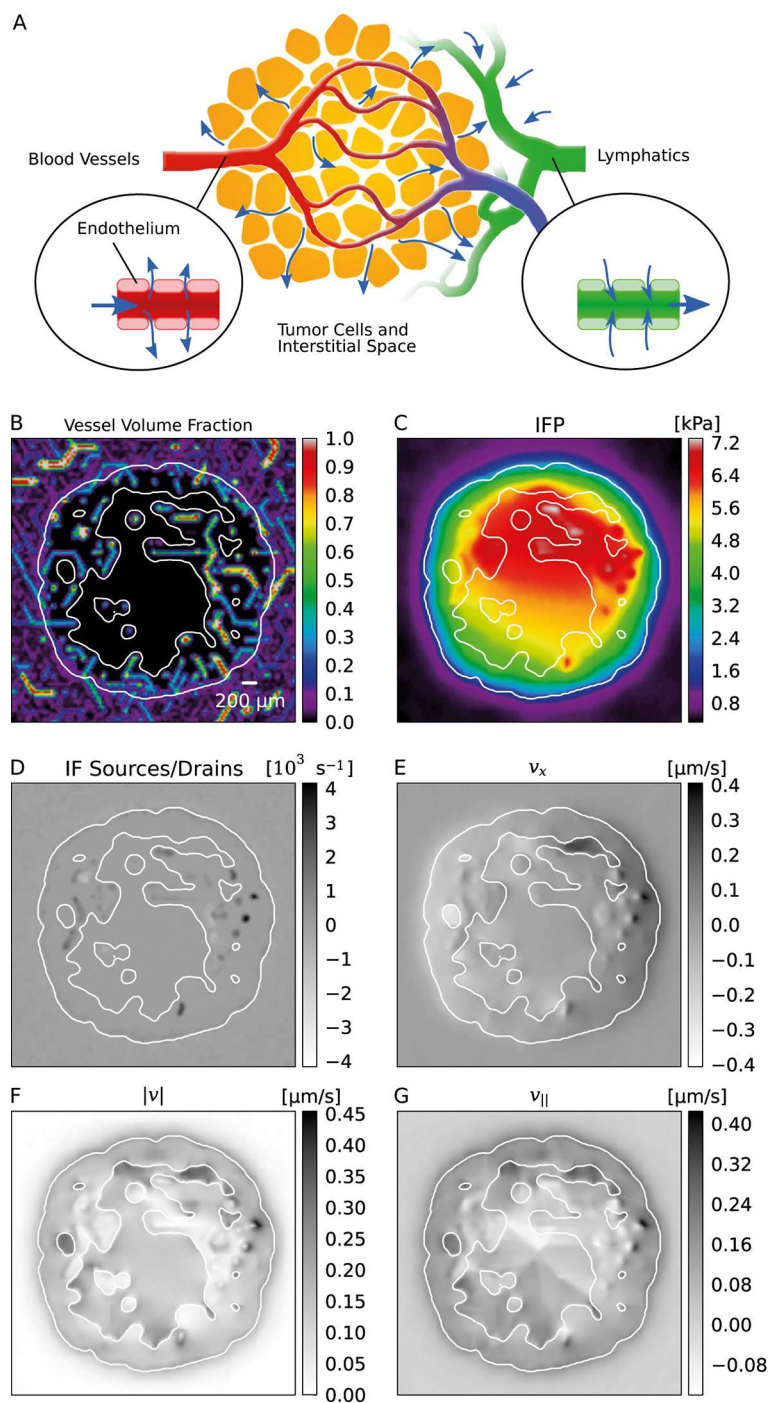 A
Blood Vessels
Lymphatics
Endothelium
Tumor Cells and
Interstitial Space
B
Vessel Volume Fraction
1.0
0.9
0.8
0.7
0.6
0.5
0.4
0.3
0.2
0.1
0.0
200 μm
C
IFP
[kPa]
7.2
6.4
5.6
4.8
4.0
3.2
2.4
1.6
0.8
D
IF Sources/Drains
[10³ s⁻¹]
4
3
2
1
0
−1
−2
−3
−4
E
vₓ
[μm/s]
0.4
0.3
0.2
0.1
0.0
−0.1
−0.2
−0.3
−0.4
F
|v|
[μm/s]
0.45
0.40
0.35
0.30
0.25
0.20
0.15
0.10
0.05
0.00
G
v||
[μm/s]
0.40
0.32
0.24
0.16
0.08
0.00
−0.08